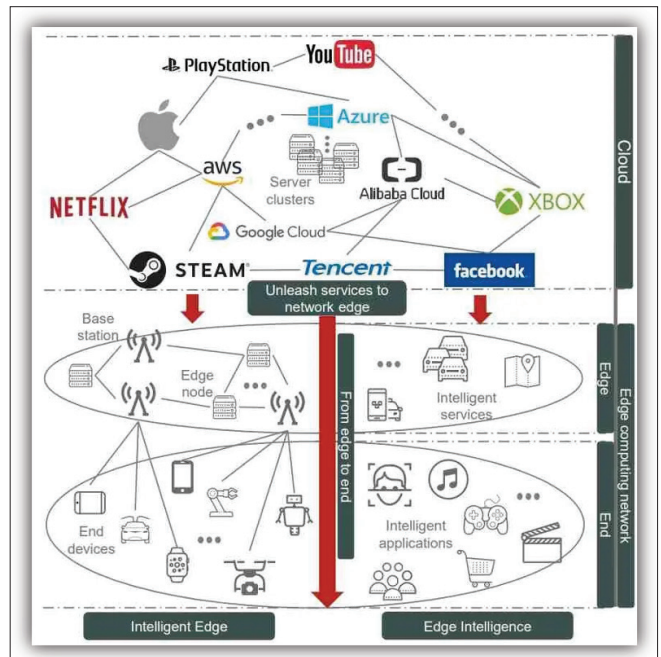 PlayStation.
YouTube
Azure
aws
Server
clusters
Alibaba Cloud
NETFLIX
XBOX
Google Cloud
STEAM®
Tencent
facebook
Cloud
Unleash services to
network edge
Base
station
Edge
node
Intelligent
services
From edge to end
Edge
Edge computing network
End
devices
Intelligent
applications
End
Intelligent Edge
Edge Intelligence